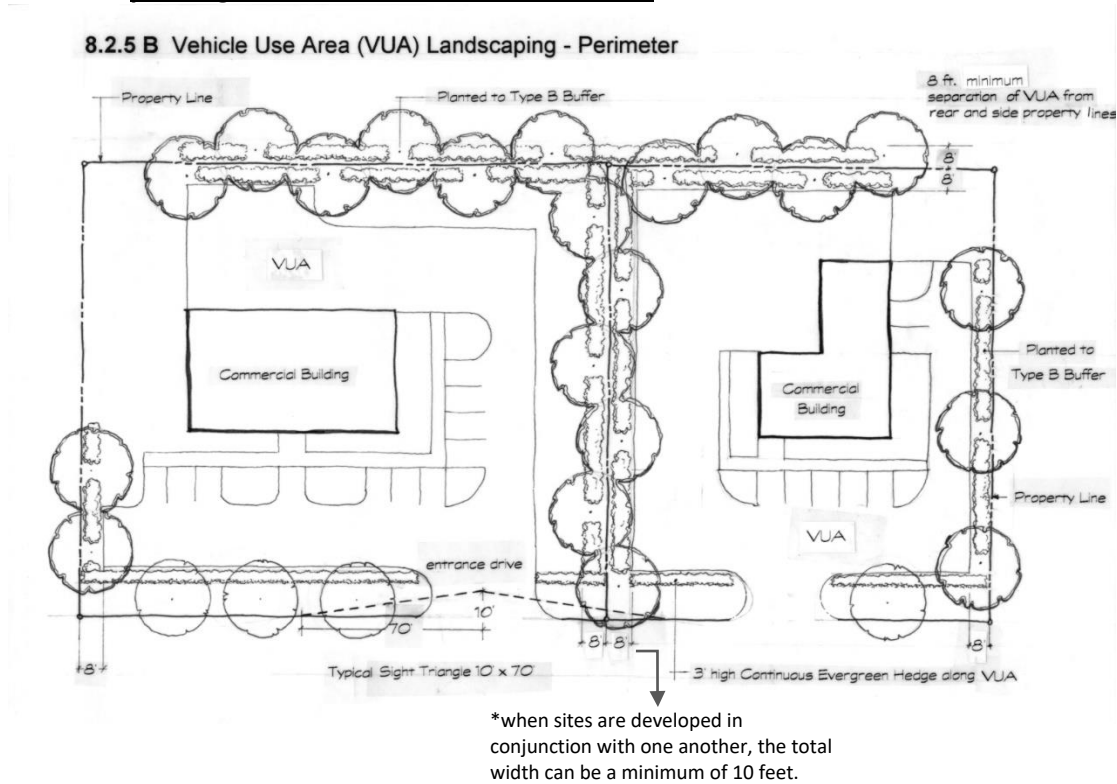 8.2.5 B Vehicle Use Area (VUA) Landscaping - Perimeter
Property Line
Planted to Type B Buffer
8 ft. minimum
separation of VUA from
rear and side property lines
8'
8'
VUA
Commercial Building
Commercial
Building
Planted to
Type B Buffer
Property Line
VUA
entrance drive
10'
70'
8'
8'
8'
8'
Typical Sight Triangle 10' x 70'
3' high Continuous Evergreen Hedge along VUA
*when sites are developed in
conjunction with one another, the total
width can be a minimum of 10 feet.